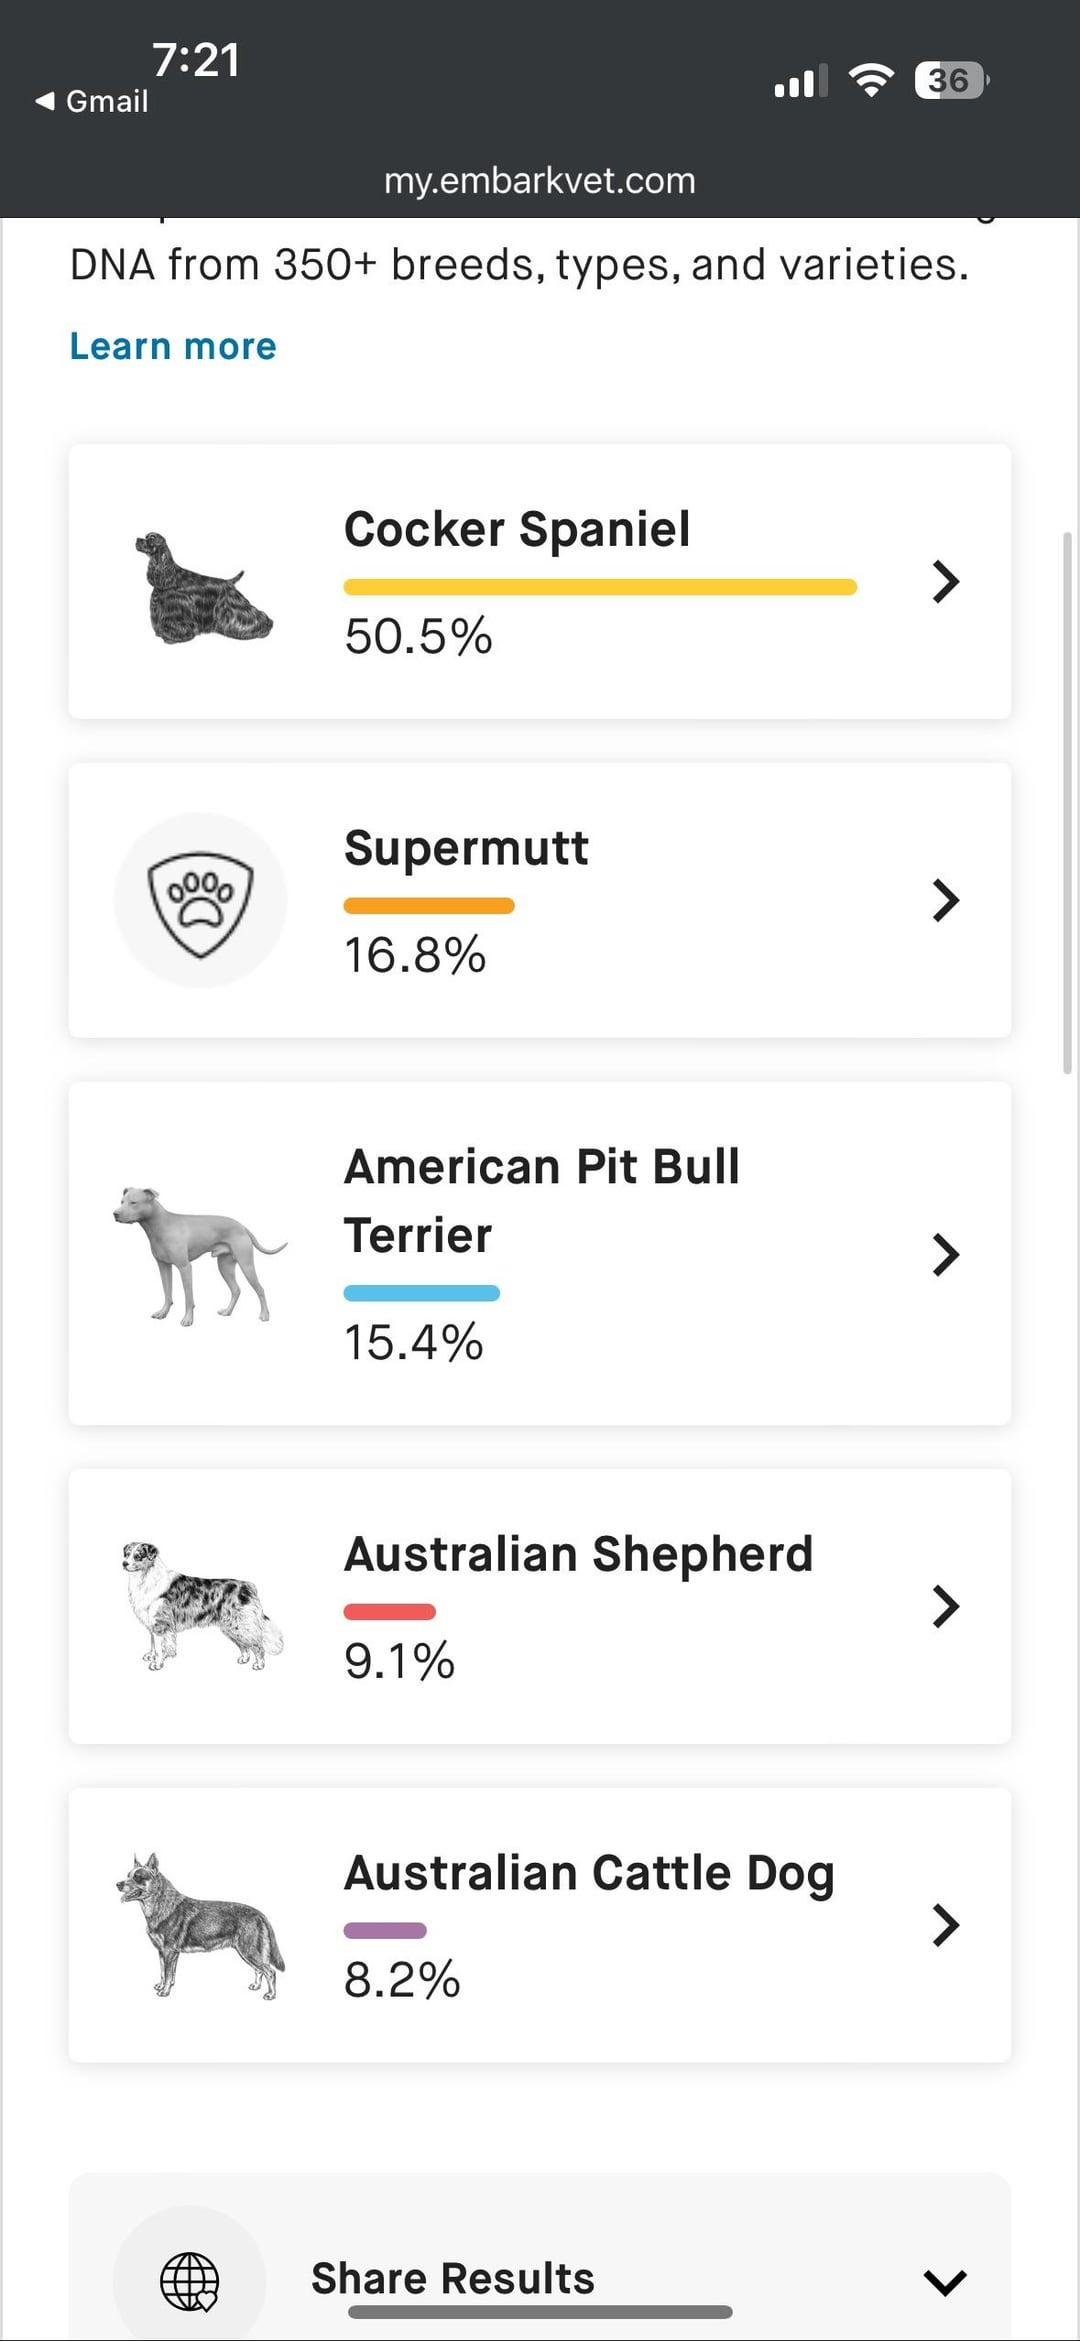 7:21
◀ Gmail
36
my.embarkvet.com
DNA from 350+ breeds, types, and varieties.
Learn more
Cocker Spaniel
50.5%
Supermutt
16.8%
American Pit Bull
Terrier
15.4%
Australian Shepherd
9.1%
Australian Cattle Dog
8.2%
Share Results